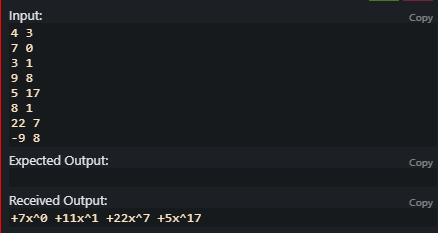 Input:
Copy
4 3
7 0
3 1
9 8
5 17
8 1
22 7
-9 8
Expected Output:
Copy
Received Output:
Copy
+7x^0 +11x^1 +22x^7 +5x^17